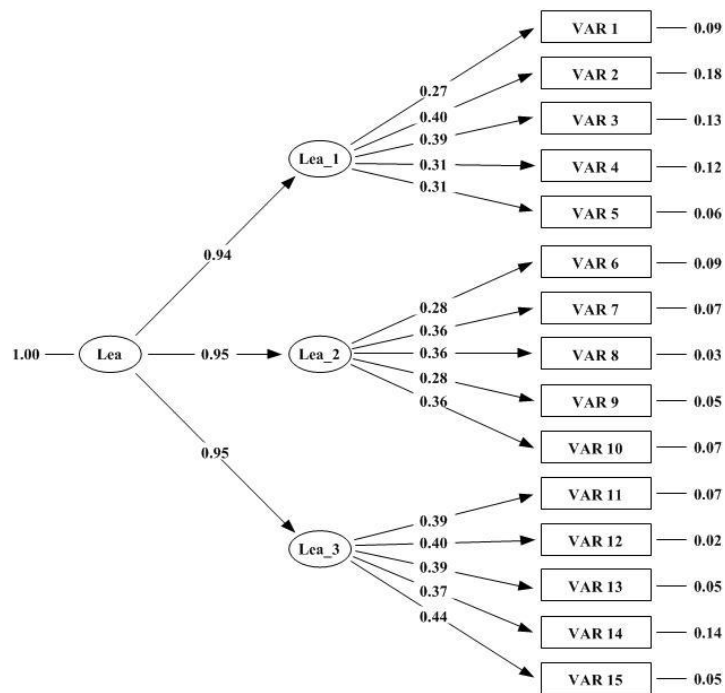 VAR 1 0.09
VAR 2 0.18
0.27
0.40
VAR 3 0.13
0.39
Lea_1
0.31
VAR 4 0.12
0.31
VAR 5 0.06
0.94
VAR 6 0.09
0.28
VAR 7 0.07
0.36
1.00 Lea 0.95 Lea_2 0.36 VAR 8 0.03
0.28
0.36
VAR 9 0.05
VAR 10 0.07
0.95
VAR 11 0.07
0.39
VAR 12 0.02
0.40
Lea_3
0.39
VAR 13 0.05
0.37
0.44
VAR 14 0.14
VAR 15 0.05